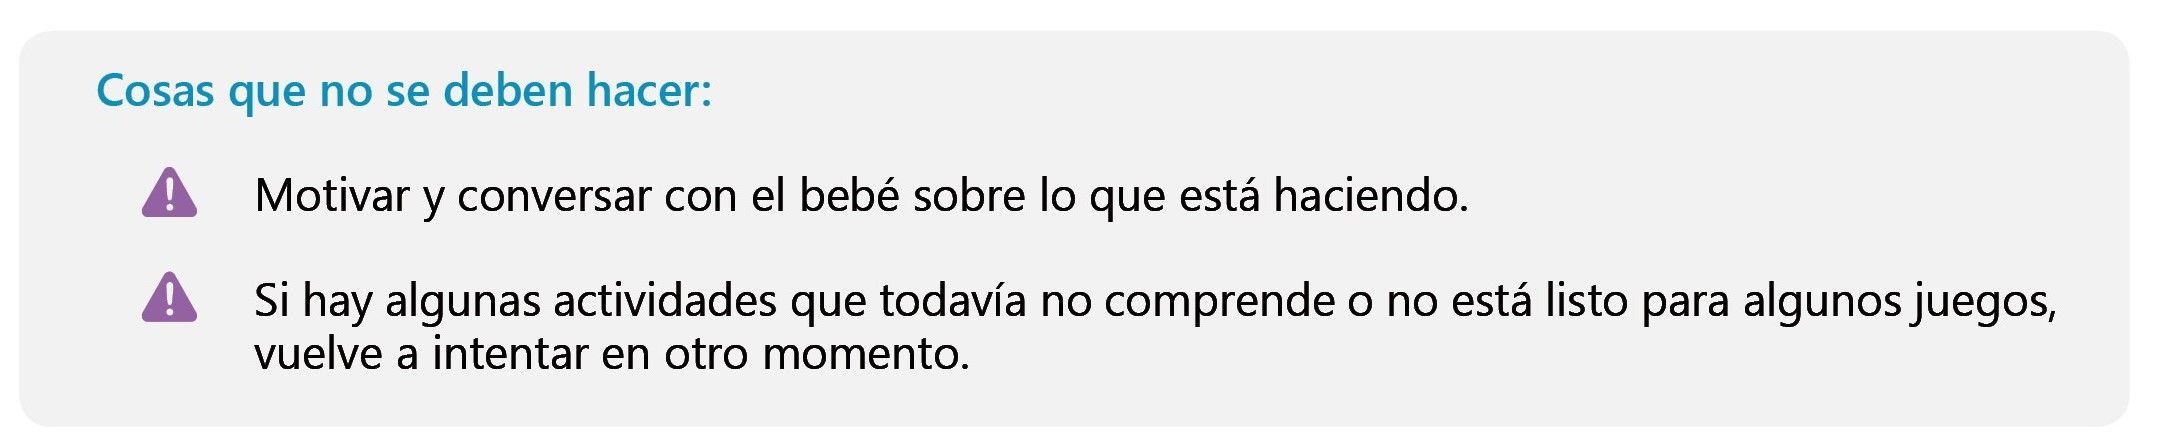 Cosas que no se deben hacer:
Motivar y conversar con el bebé sobre lo que está haciendo.
Si hay algunas actividades que todavía no comprende o no está listo para algunos juegos,
vuelve a intentar en otro momento.